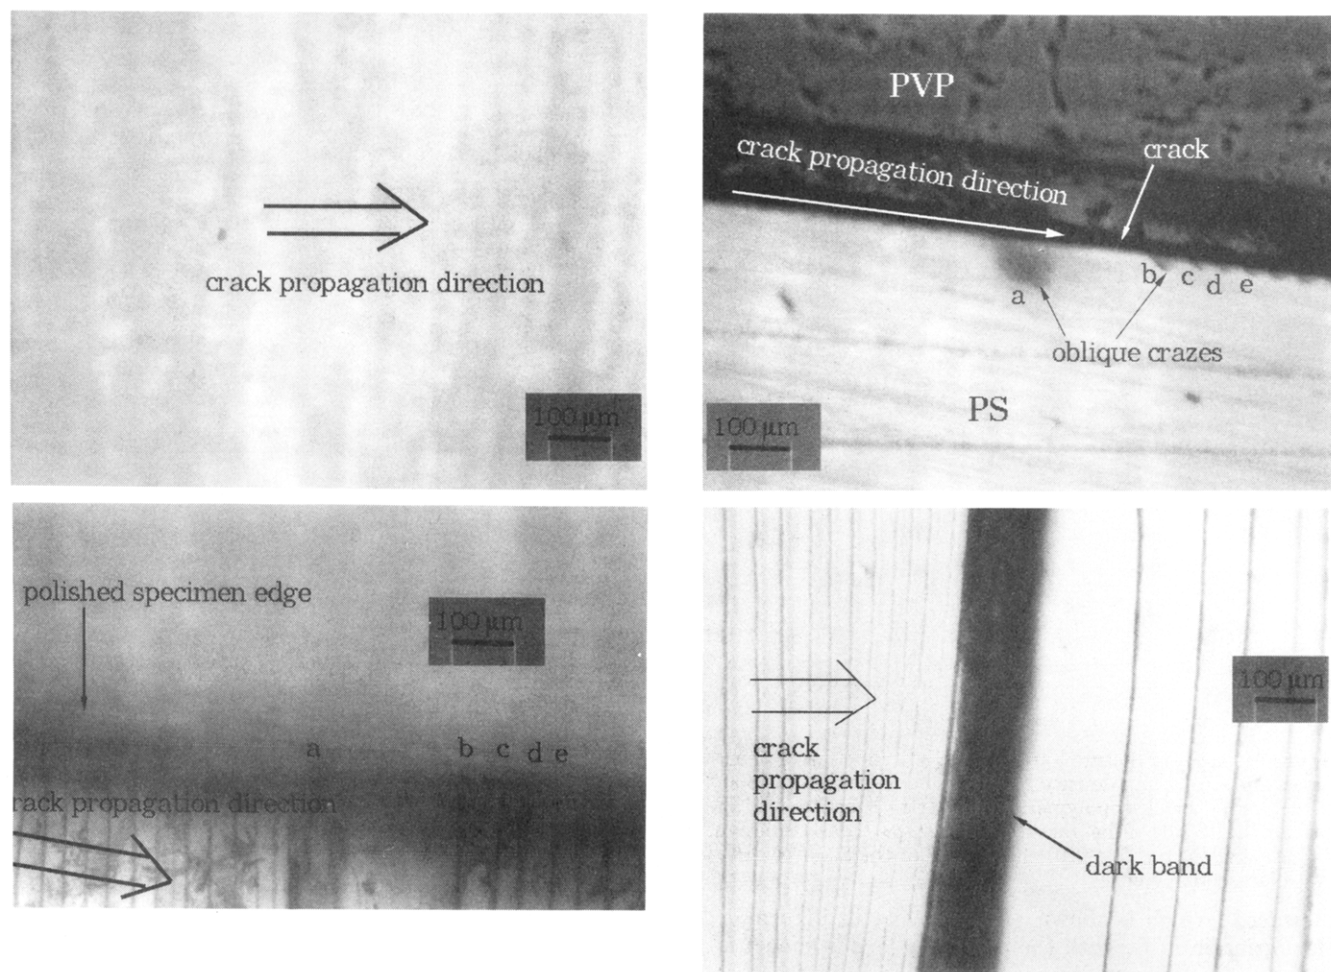 crack propagation direction
100 μm
PVP
crack propagation direction
crack
a
b
c
d
e
oblique crazes
PS
100 μm
polished specimen edge
100 μm
a
b
c
d
e
rack propagation direction
crack
propagation
direction
100 μm
dark band